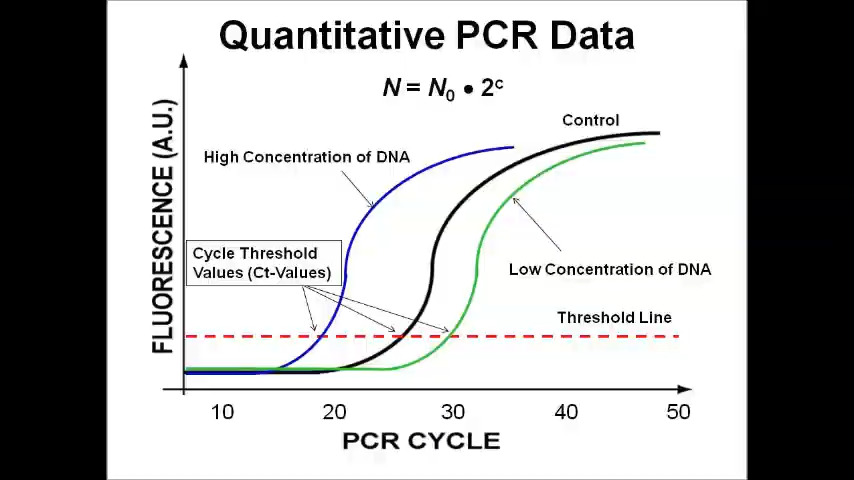 Quantitative PCR Data
N = N₀ • 2ᶜ
Control
High Concentration of DNA
Cycle Threshold
Values (Ct-Values)
Low Concentration of DNA
Threshold Line
FLUORESCENCE (A.U.)
10 20 30 40 50
PCR CYCLE